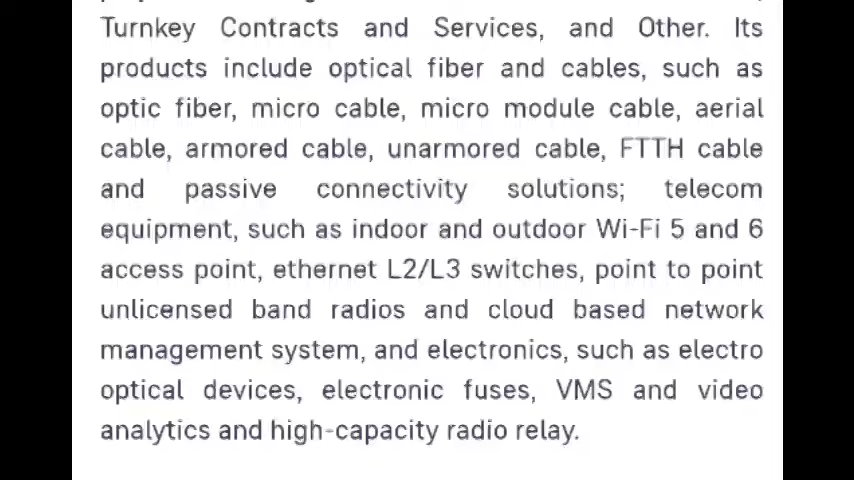 Turnkey Contracts and Services, and Other. Its
products include optical fiber and cables, such as
optic fiber, micro cable, micro module cable, aerial
cable, armored cable, unarmored cable, FTTH cable
and passive connectivity solutions; telecom
equipment, such as indoor and outdoor Wi-Fi 5 and 6
access point, ethernet L2/L3 switches, point to point
unlicensed band radios and cloud based network
management system, and electronics, such as electro
optical devices, electronic fuses, VMS and video
analytics and high-capacity radio relay.